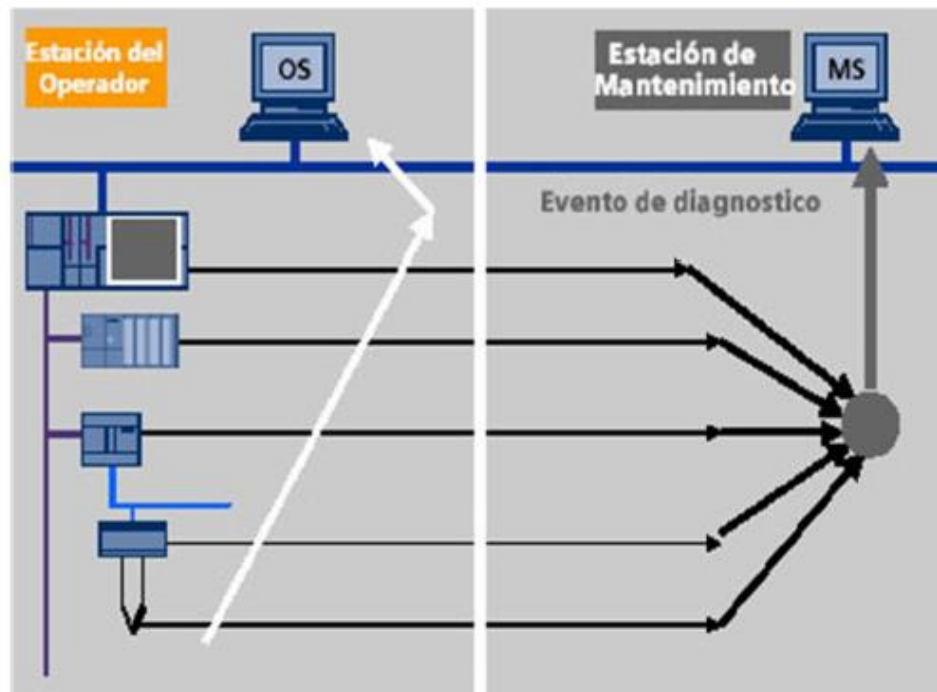 Estación del
Operador
OS
Estación de
Mantenimiento
MS
Evento de diagnostico